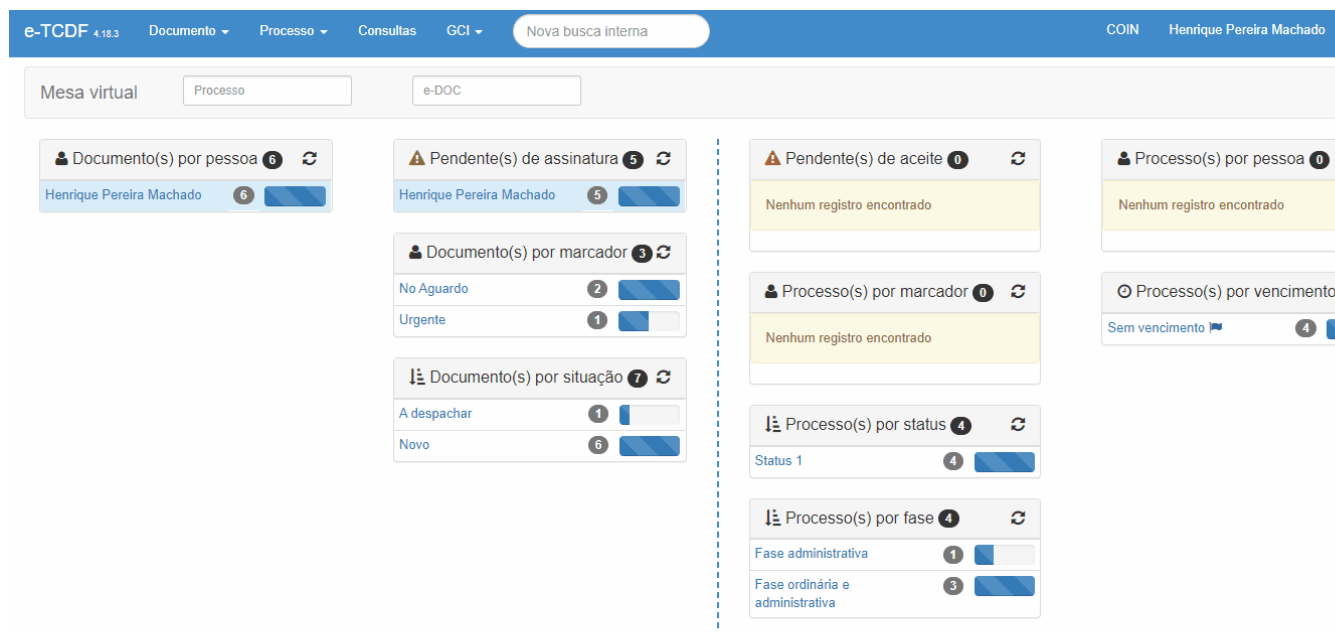 e-TCDF 4.18.3 Documento Processo Consultas GCI Nova busca interna COIN Henrique Pereira Machado
Mesa virtual Processo e-DOC
Documento(s) por pessoa 6
Henrique Pereira Machado 6
Pendente(s) de assinatura 5
Henrique Pereira Machado 5
Documento(s) por marcador 3
No Aguardo 2
Urgente 1
Documento(s) por situação 7
A despachar 1
Novo 6
Pendente(s) de aceite 0
Nenhum registro encontrado
Processo(s) por marcador 0
Nenhum registro encontrado
Processo(s) por status 4
Status 1 4
Processo(s) por fase 4
Fase administrativa 1
Fase ordinária e 3
administrativa
Processo(s) por pessoa 0
Nenhum registro encontrado
Processo(s) por vencimento
Sem vencimento 4